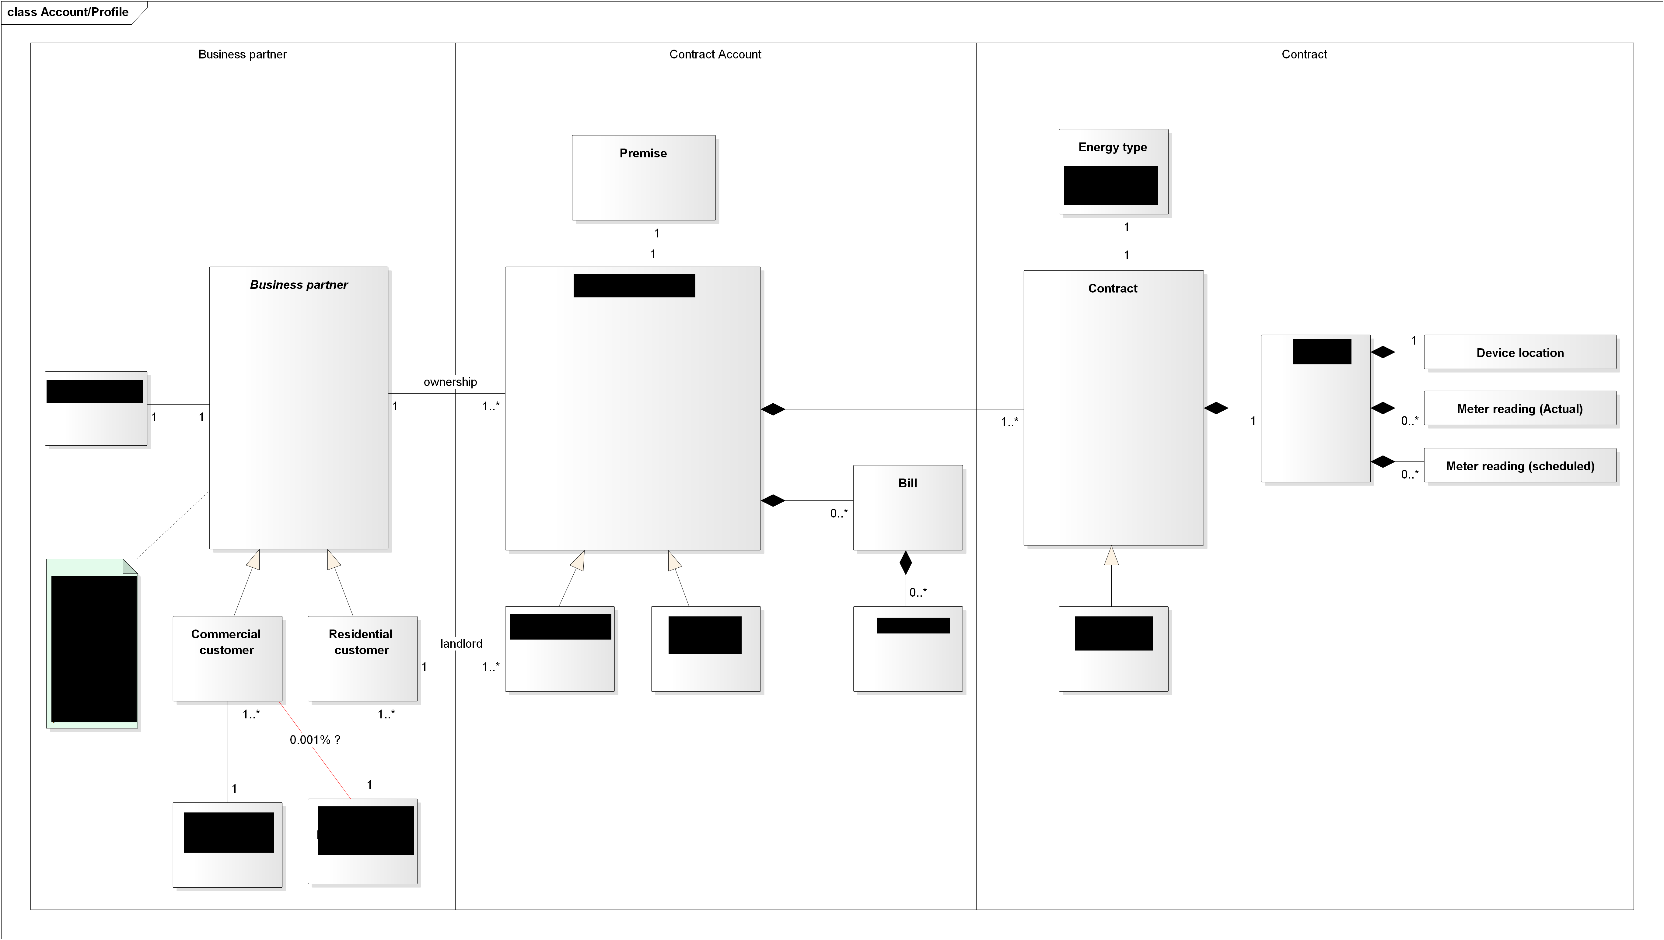 class Account/Profile
Business partner
Contract Account
Contract
Premise
1
1
Energy type
1
1
Business partner
Contract
1
1
ownership
1
1..*
1..*
1
1
Device location
Meter reading (Actual)
0..*
Meter reading (scheduled)
0..*
Bill
0..*
0..*
Commercial
customer
Residential
customer
landlord
1
1..*
1..*
1..*
0.001% ?
1
1